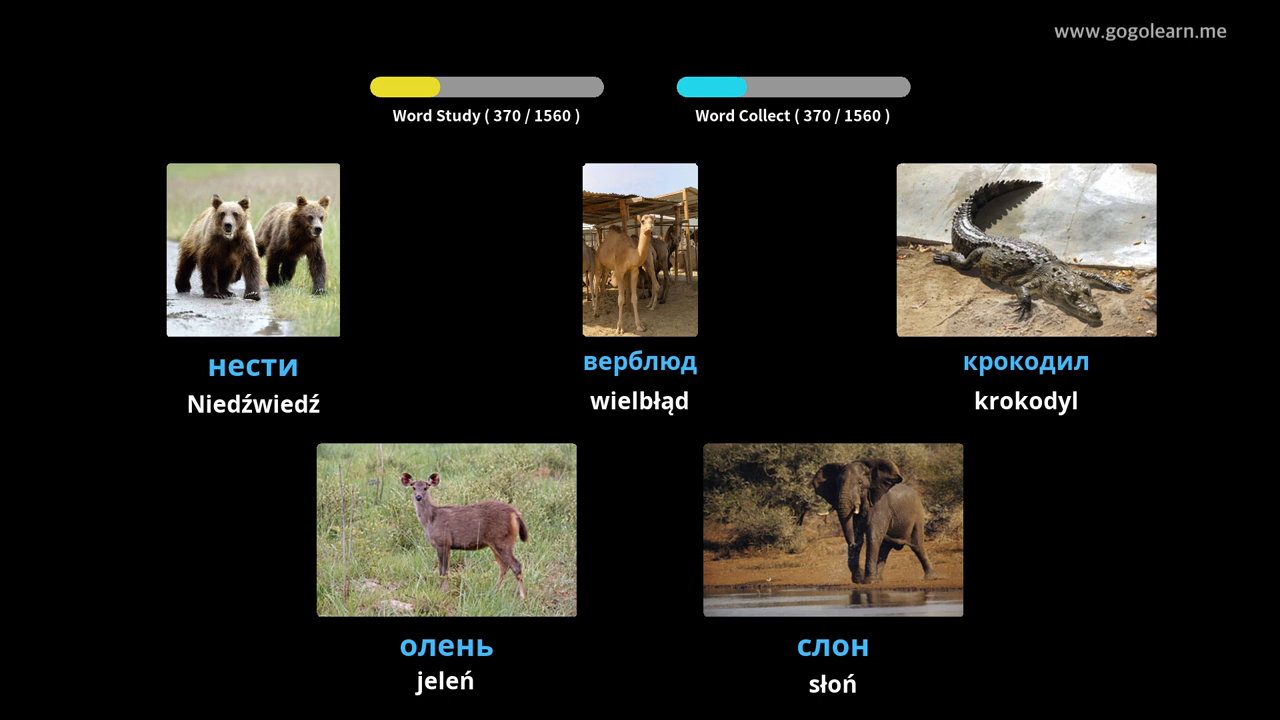 www.gogolearn.me
Word Study ( 370 / 1560 )
Word Collect ( 370 / 1560 )
нести
Niedźwiedź
верблюд
wielbłąd
крокодил
krokodyl
олень
jeleń
слон
słoń